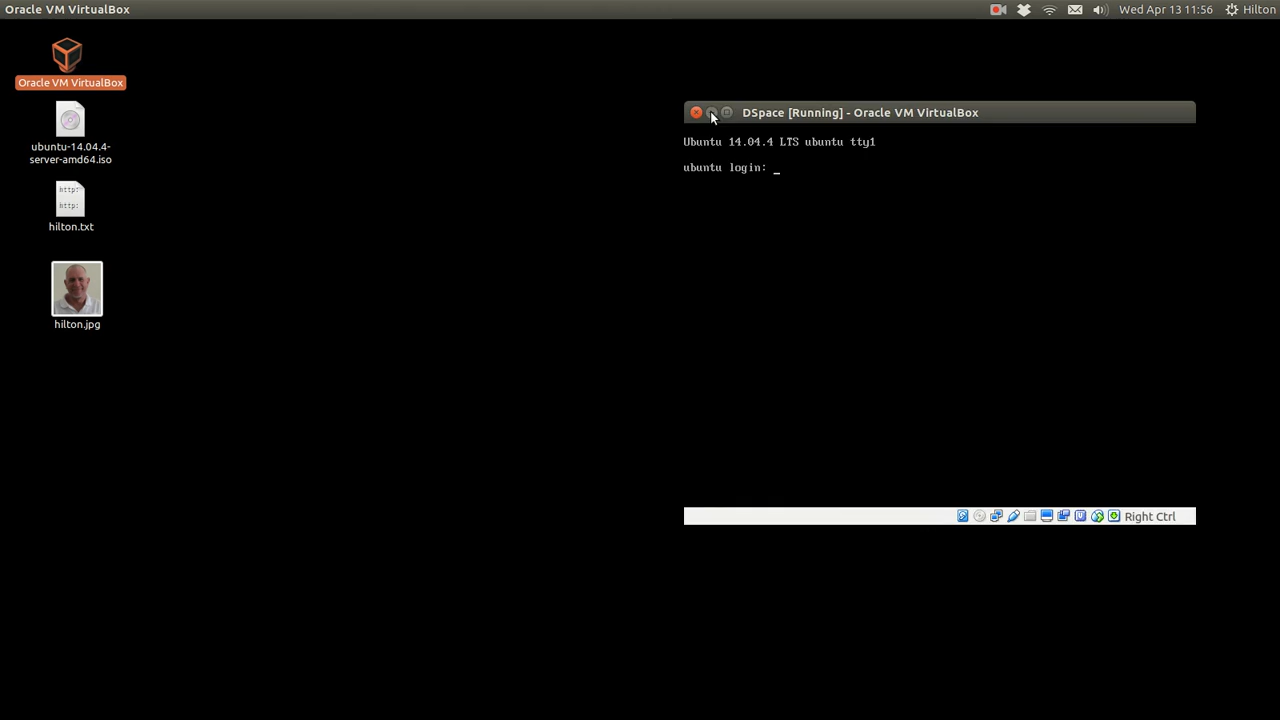 Oracle VM VirtualBox
Wed Apr 13 11:56
Hilton
Oracle VM VirtualBox
ubuntu-14.04.4-
server-amd64.iso
http:
http:
hilton.txt
hilton.jpg
DSpace [Running] - Oracle VM VirtualBox
Ubuntu 14.04.4 LTS ubuntu tty1
ubuntu login: _
Right Ctrl